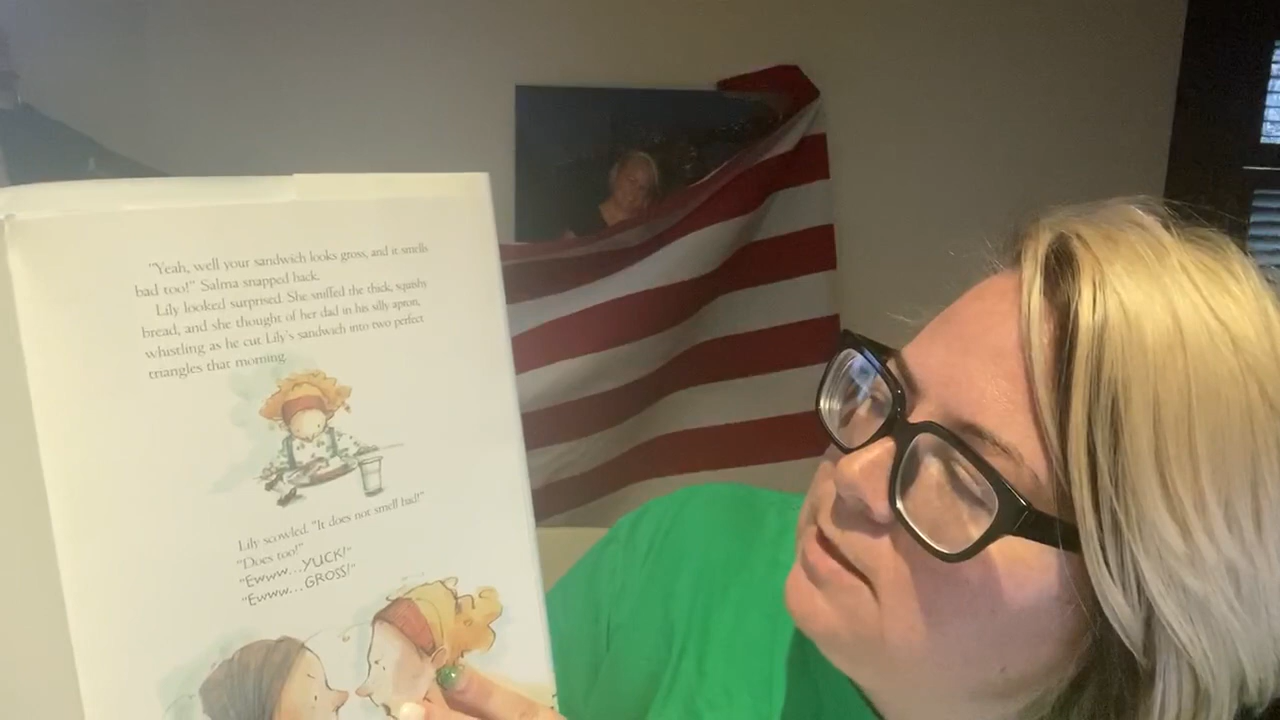 "Yeah, well your sandwich looks gross, and it smells
bad too!" Salma snapped back.
Lily looked surprised. She sniffed the thick, squishy
bread, and she thought of her dad in his silly apron,
whistling as he cut Lily's sandwich into two perfect
triangles that morning.
Lily scowled. "It does not smell bad!"
"Does too!"
"Ewww...YUCK!"
"Ewww...GROSS!"